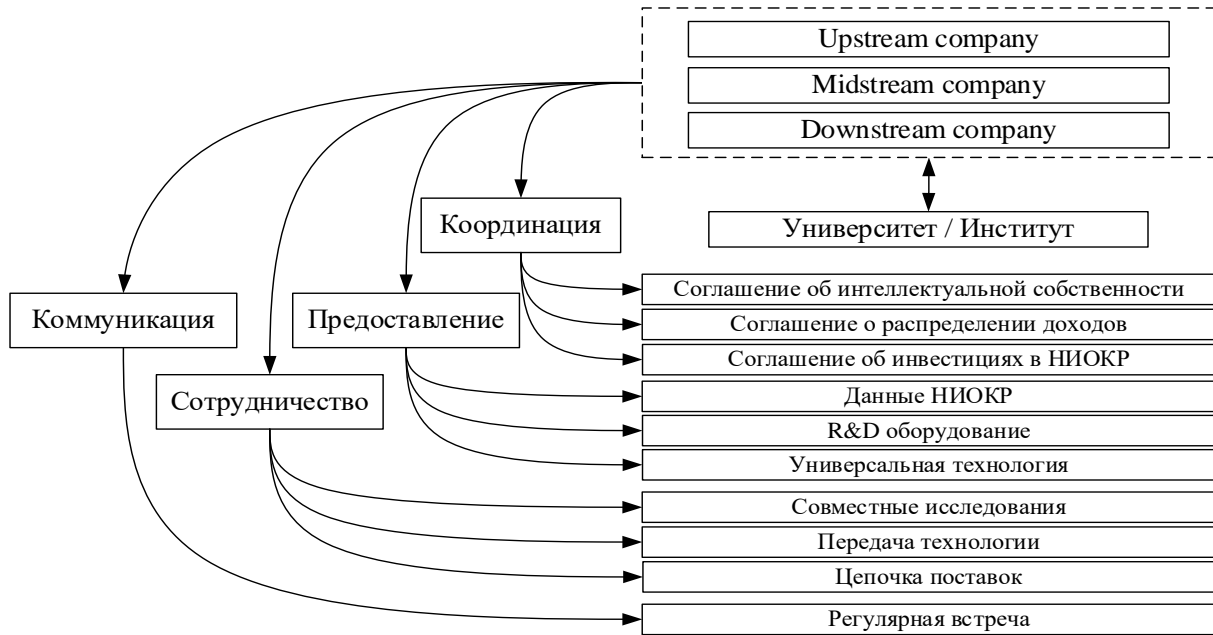 Upstream company
Midstream company
Downstream company
Координация
Университет / Институт
Соглашение об интеллектуальной собственности
Коммуникация
Предоставление
Соглашение о распределении доходов
Соглашение об инвестициях в НИОКР
Сотрудничество
Данные НИОКР
R&D оборудование
Универсальная технология
Совместные исследования
Передача технологии
Цепочка поставок
Регулярная встреча